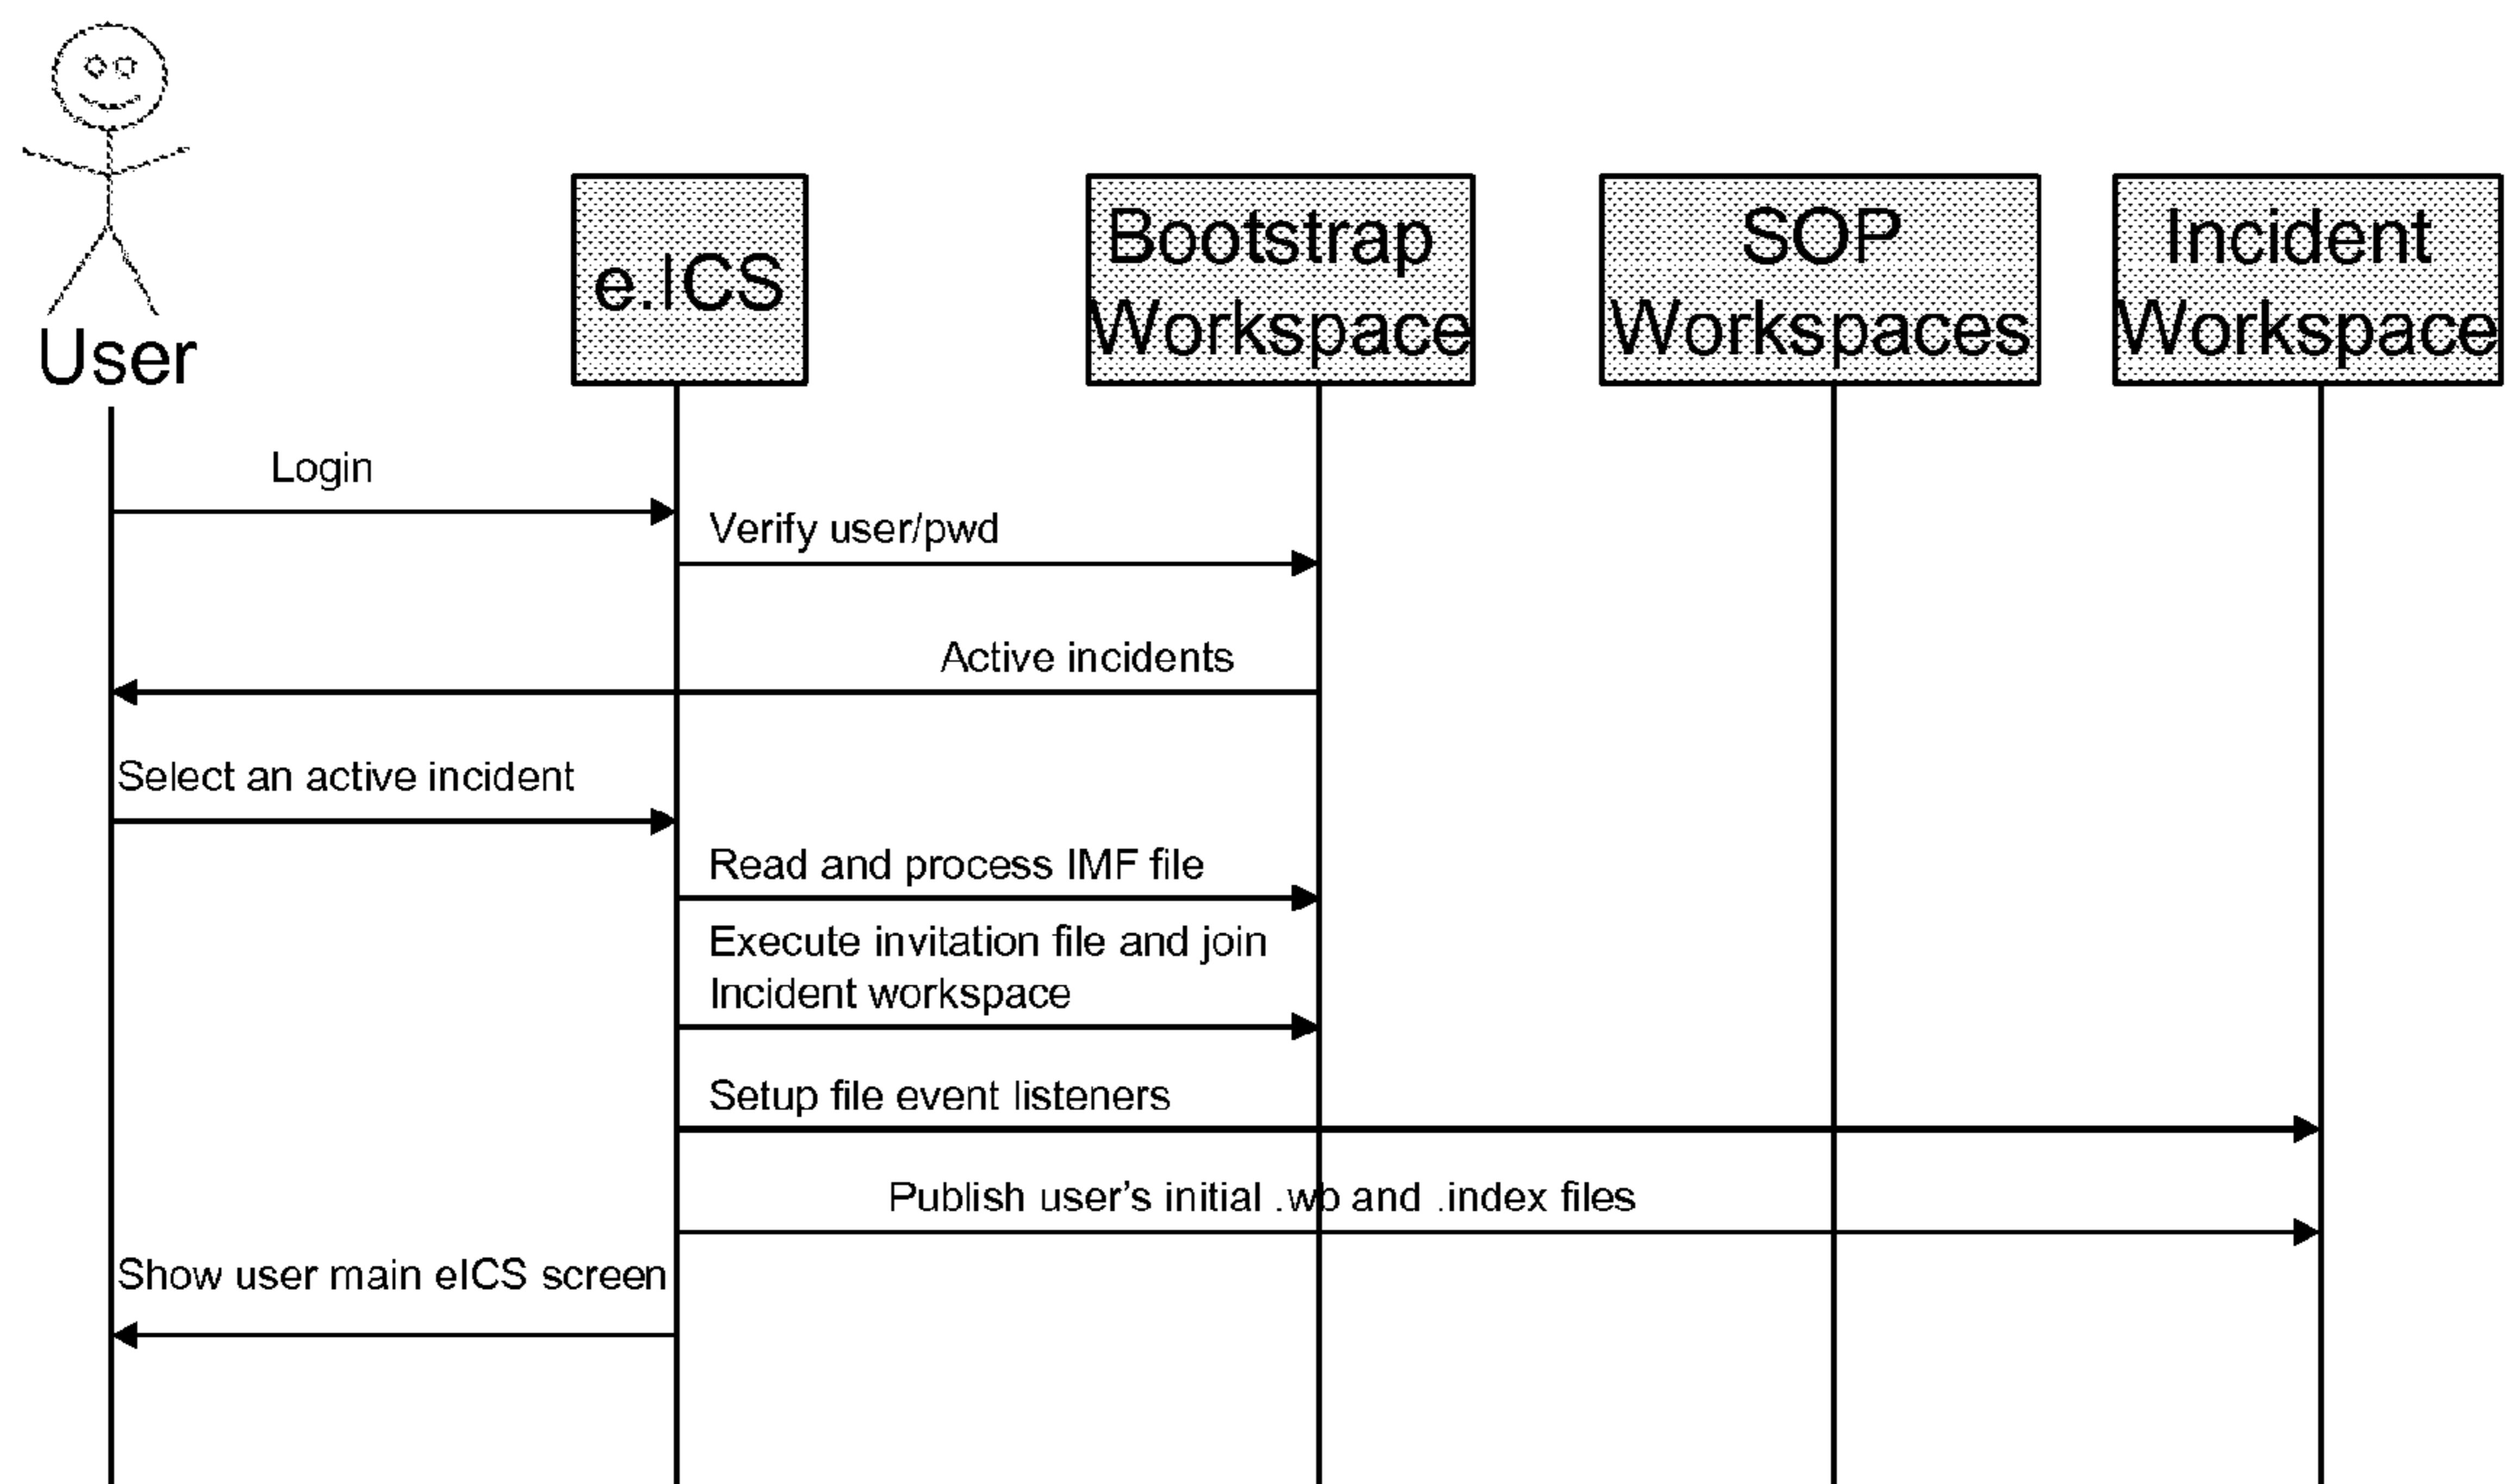 User
e.ICS
Bootstrap
Workspace
SOP
Workspaces
Incident
Workspace
Login
Verify user/pwd
Active incidents
Select an active incident
Read and process IMF file
Execute invitation file and join
Incident workspace
Setup file event listeners
Publish user’s initial .wb and .index files
Show user main eICS screen